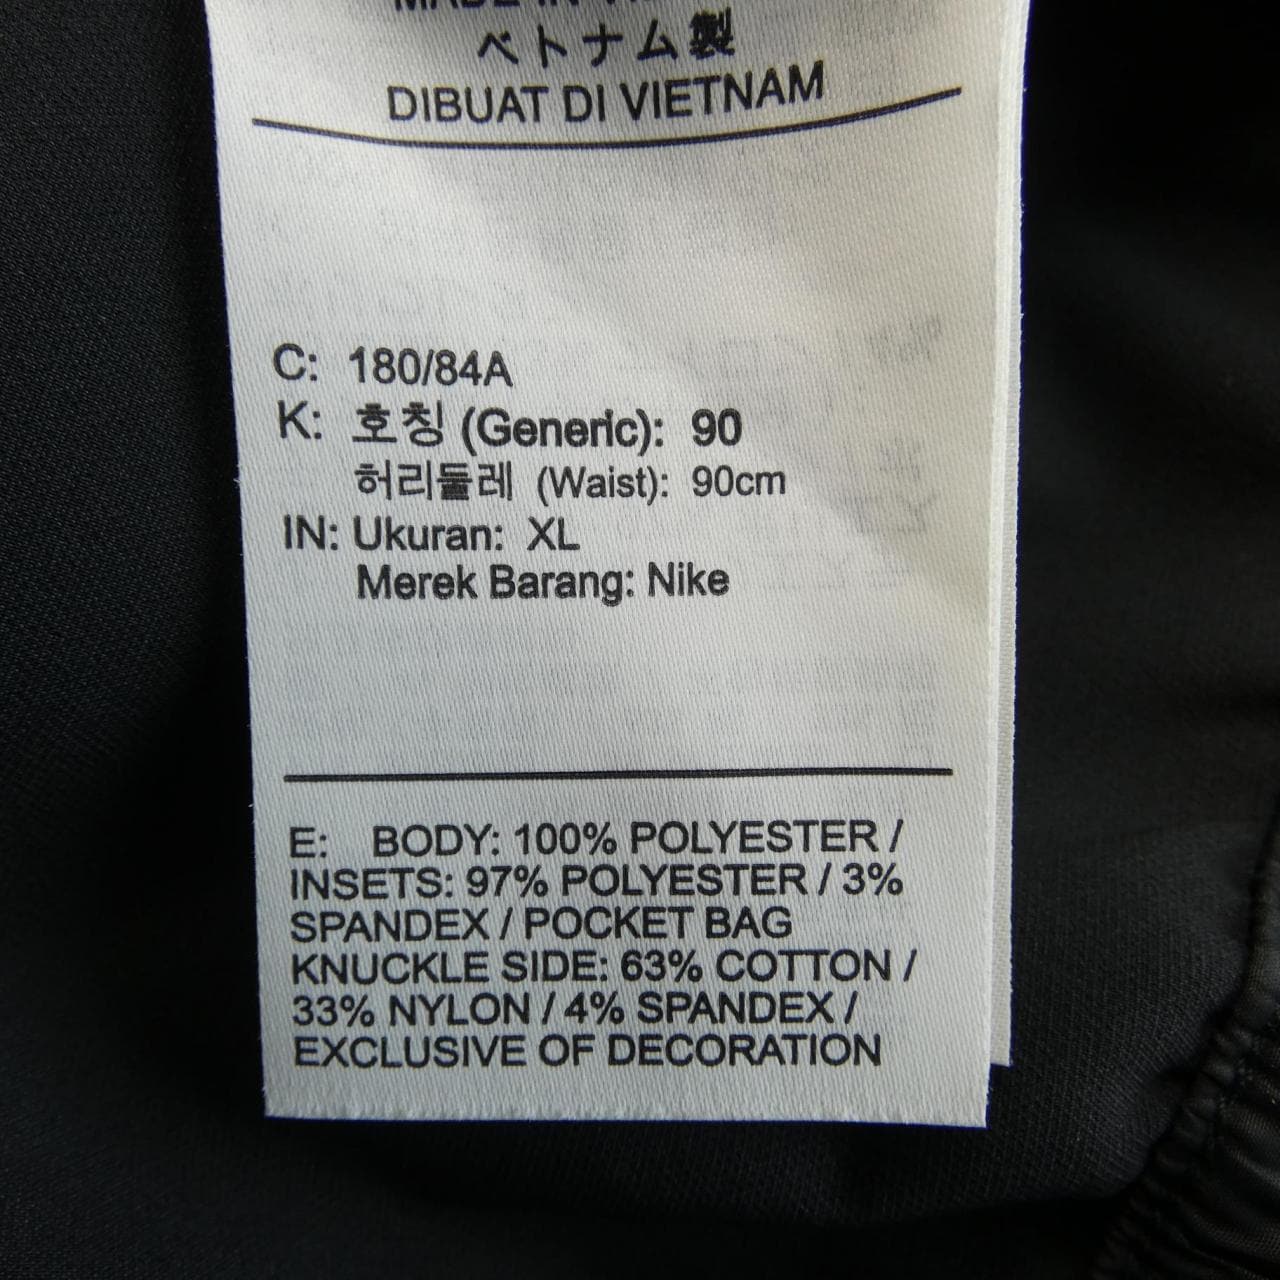 MADE IN
ベトナム製
DIBUAT DI VIETNAM
C: 180/84A
K: 호칭 (Generic): 90
허리둘레 (Waist): 90cm
IN: Ukuran: XL
Merek Barang: Nike
E: BODY: 100% POLYESTER /
INSETS: 97% POLYESTER / 3%
SPANDEX / POCKET BAG
KNUCKLE SIDE: 63% COTTON /
33% NYLON / 4% SPANDEX /
EXCLUSIVE OF DECORATION